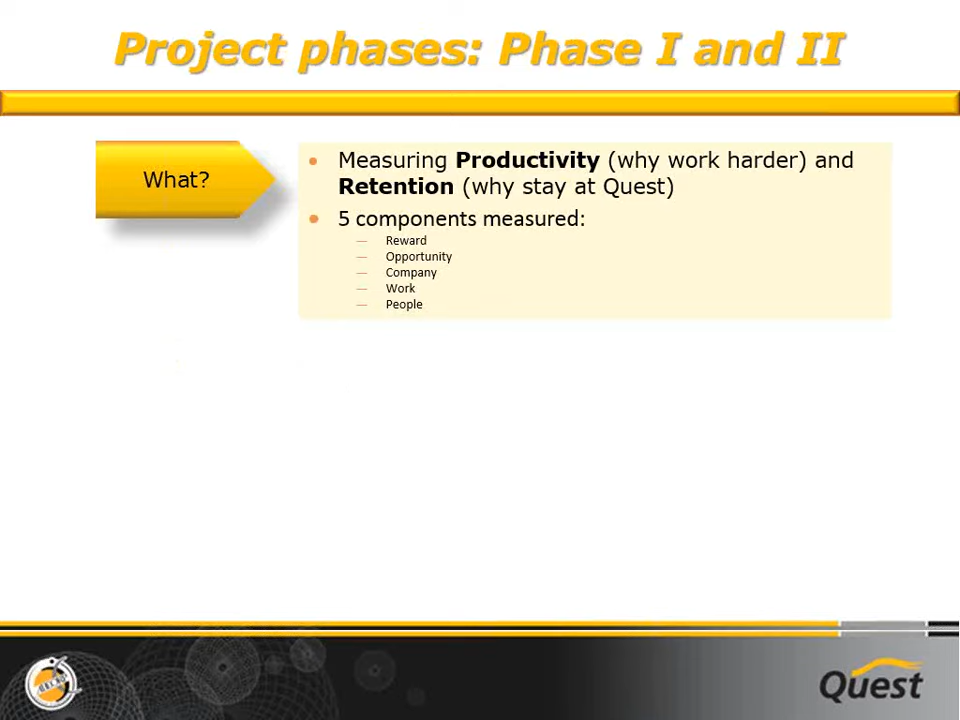 Project phases: Phase I and II
What?
• Measuring Productivity (why work harder) and
Retention (why stay at Quest)
• 5 components measured:
— Reward
— Opportunity
— Company
— Work
— People
Quest